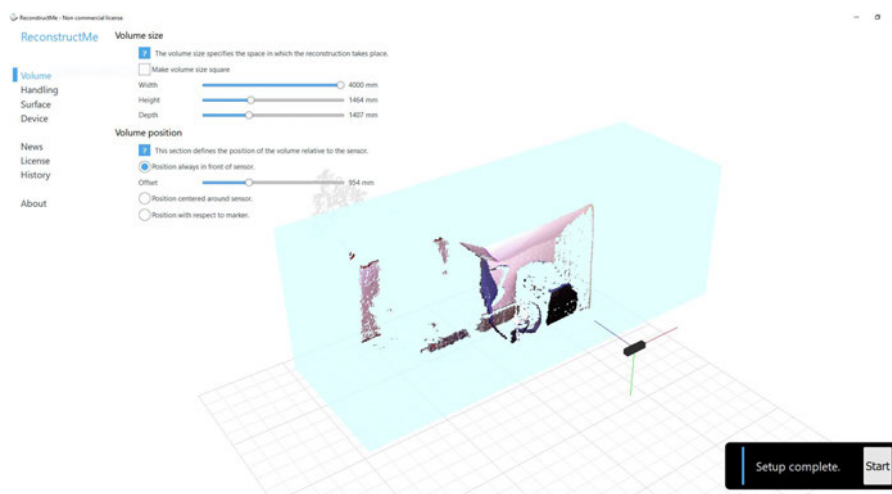 ReconstructMe - Non commercial license
ReconstructMe
Volume
Handling
Surface
Device
News
License
History
About
Volume size
? The volume size specifies the space in which the reconstruction takes place.
Make volume size square
Width 4000 mm
Height 1464 mm
Depth 1407 mm
Volume position
? This section defines the position of the volume relative to the sensor.
Position always in front of sensor.
Offset 954 mm
Position centered around sensor.
Position with respect to marker.
Setup complete. Start